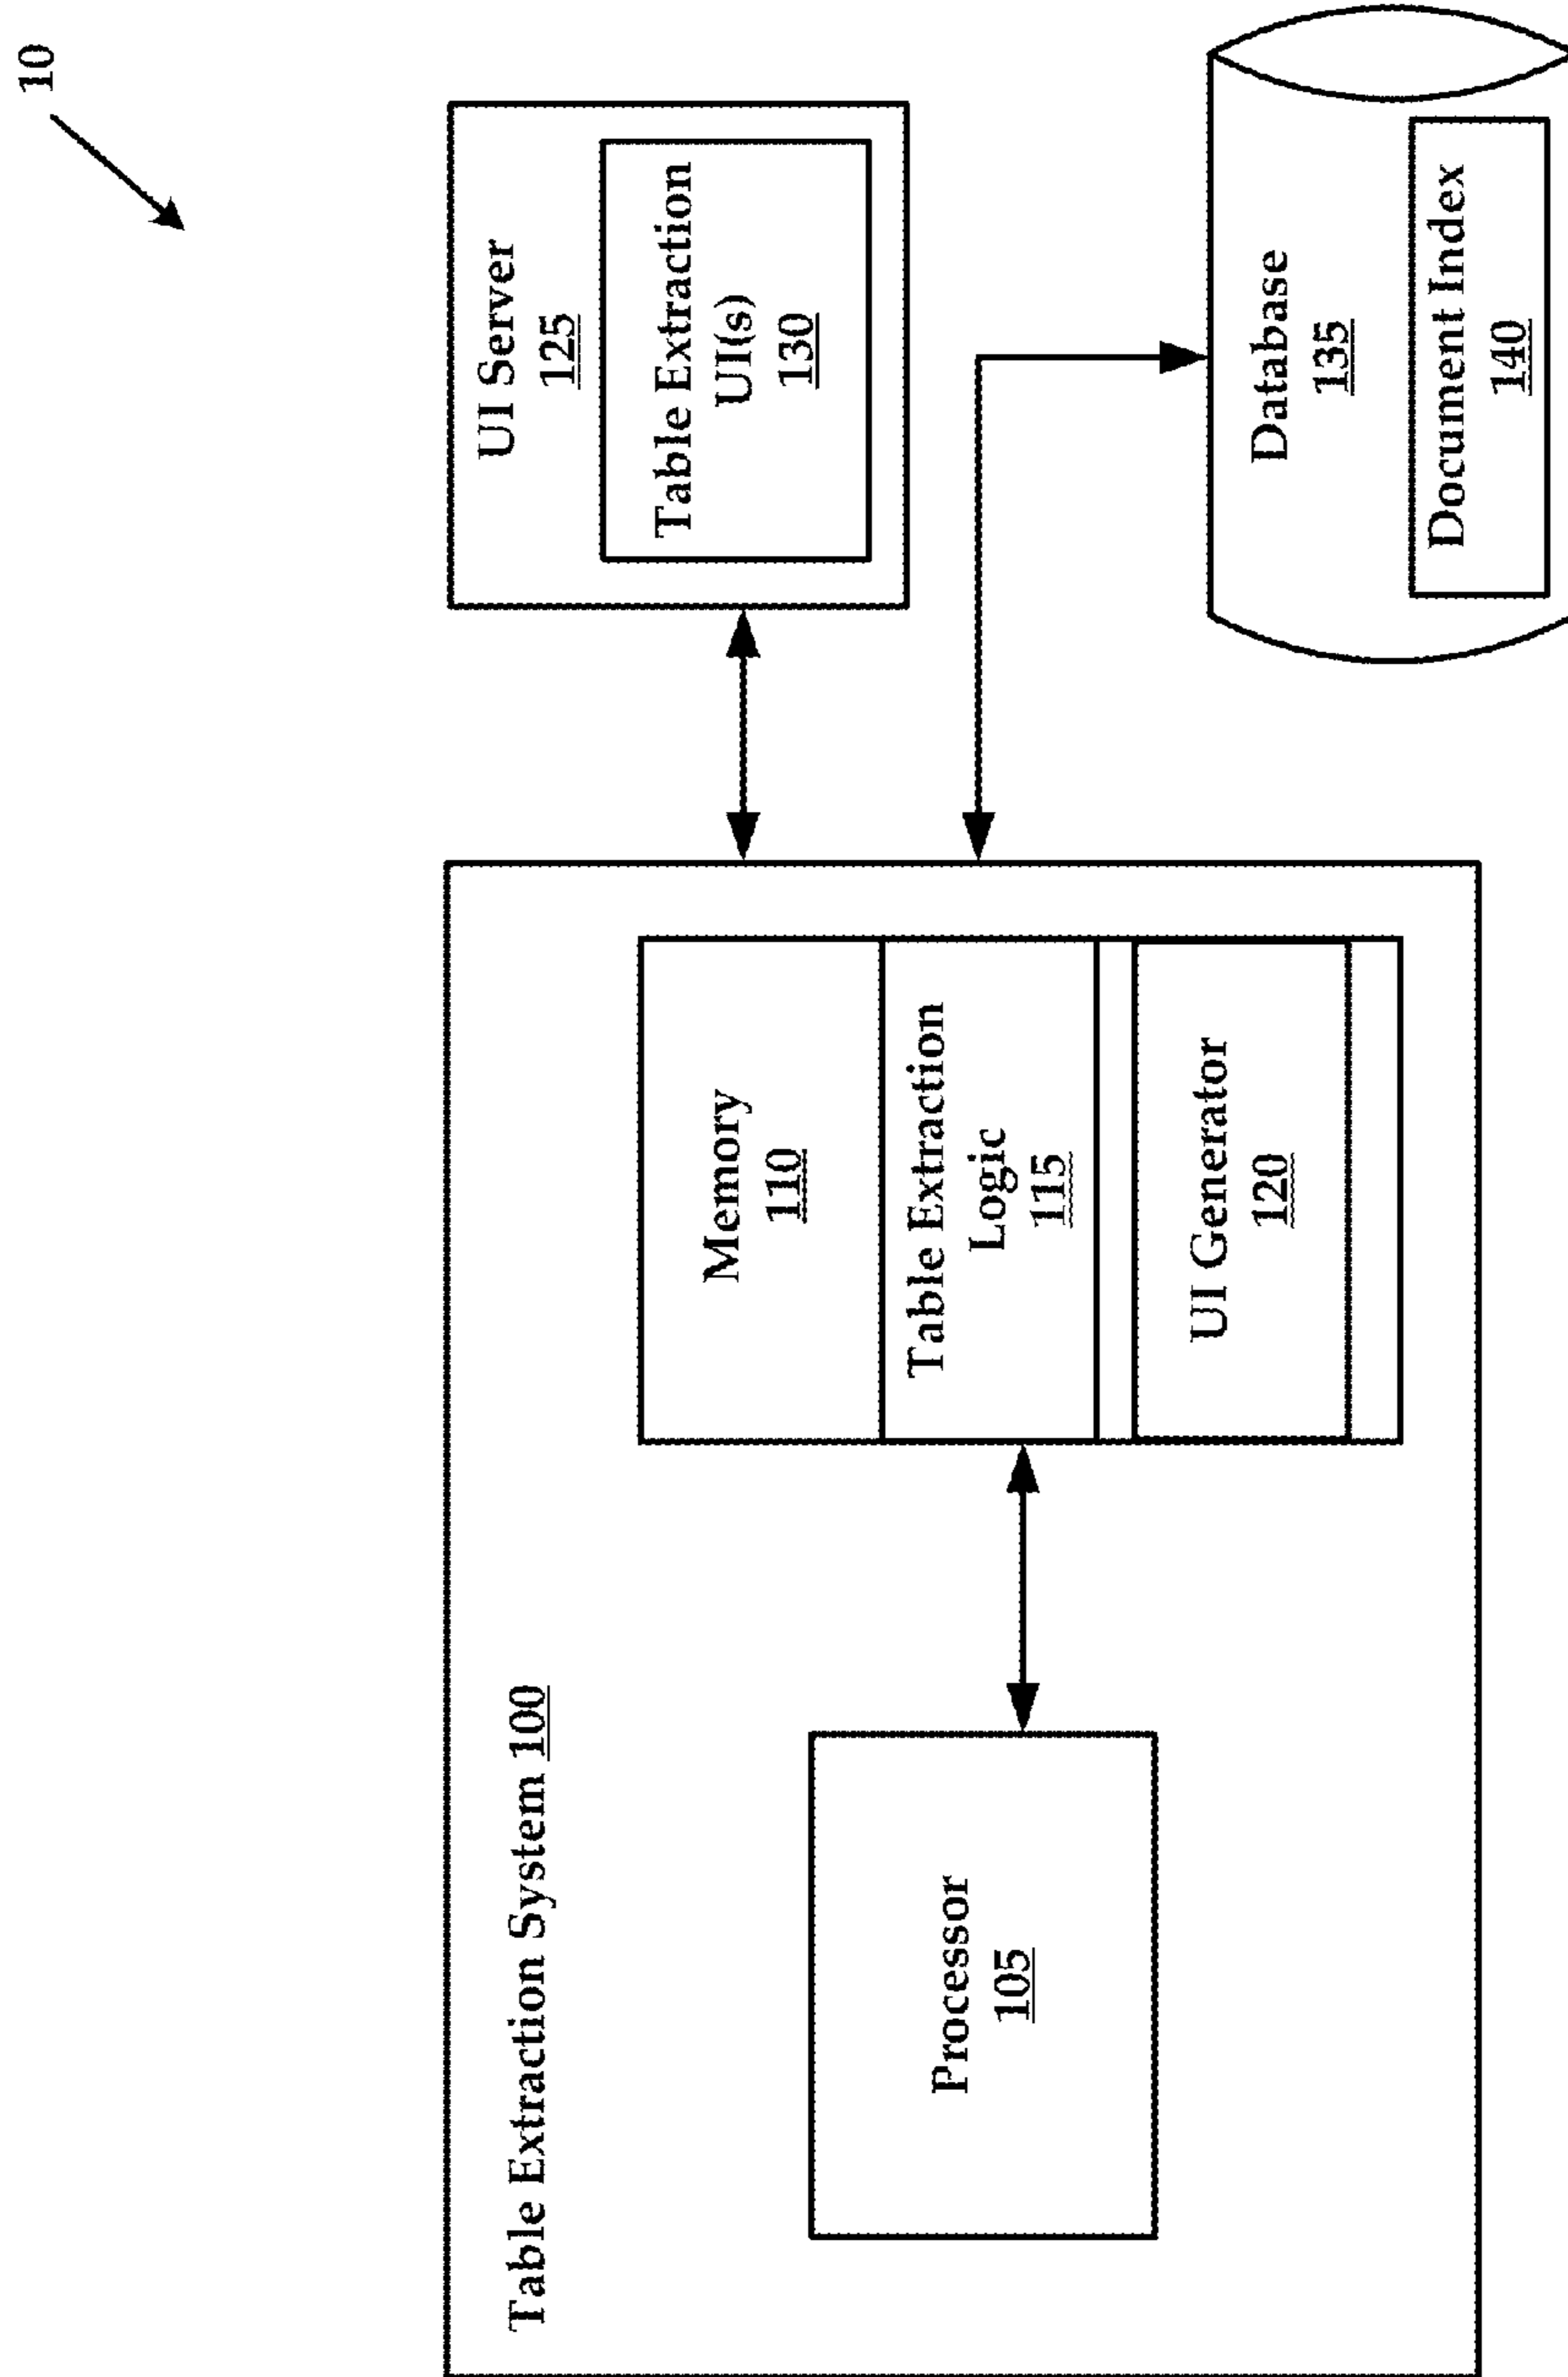 10
Table Extraction System 100
Processor
105
Memory
110
Table Extraction
Logic
115
UI Generator
120
UI Server
125
Table Extraction
UI(s)
130
Database
135
Document Index
140